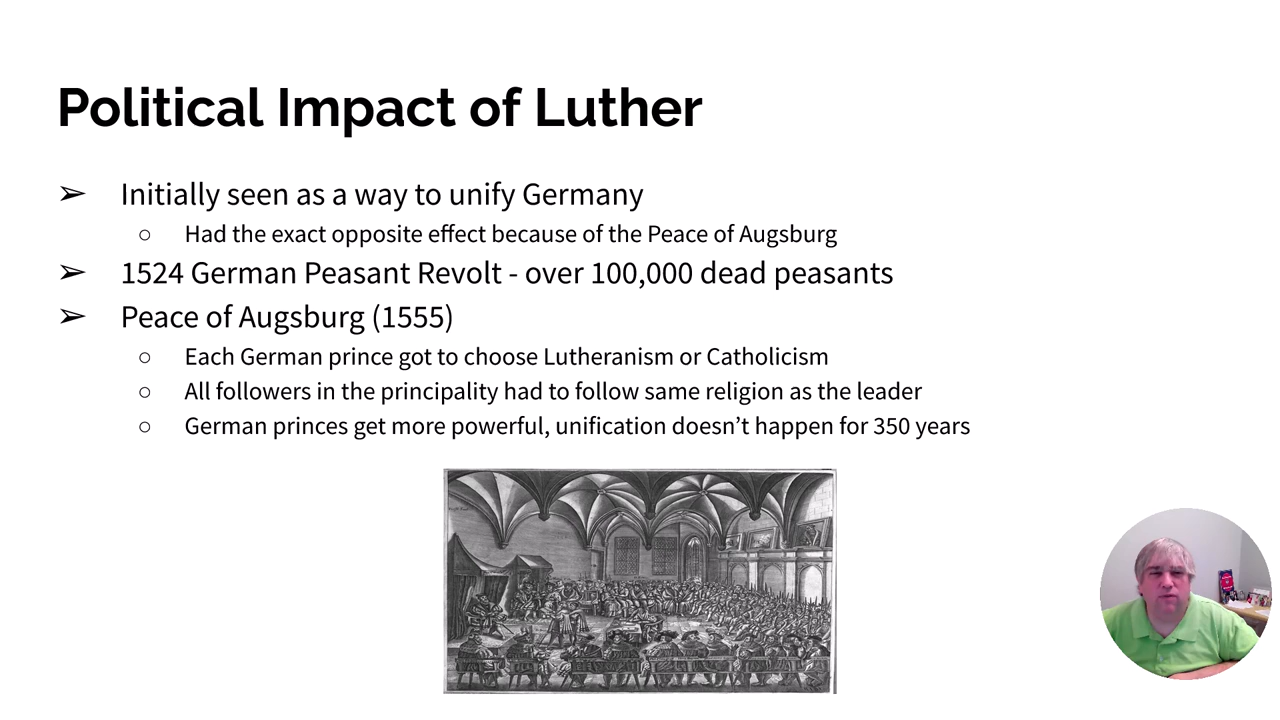 Political Impact of Luther
➢ Initially seen as a way to unify Germany
○ Had the exact opposite effect because of the Peace of Augsburg
➢ 1524 German Peasant Revolt - over 100,000 dead peasants
➢ Peace of Augsburg (1555)
○ Each German prince got to choose Lutheranism or Catholicism
○ All followers in the principality had to follow same religion as the leader
○ German princes get more powerful, unification doesn’t happen for 350 years